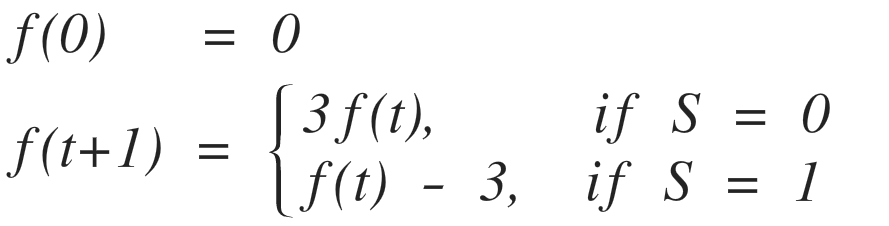 f(0) = 0
f(t+1) = { 3f(t), if S = 0
f(t) - 3, if S = 1